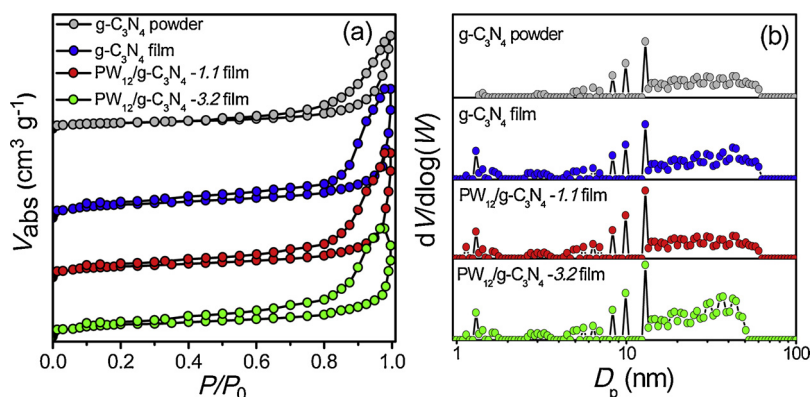 (a)
g-C₃N₄ powder
g-C₃N₄ film
PW₁₂/g-C₃N₄ -1.1 film
PW₁₂/g-C₃N₄ -3.2 film
Vabs (cm³ g⁻¹)
0.0 0.2 0.4 0.6 0.8 1.0
P/P₀
(b)
g-C₃N₄ powder
g-C₃N₄ film
PW₁₂/g-C₃N₄ -1.1 film
PW₁₂/g-C₃N₄ -3.2 film
dV/dlog(W)
1 10 100
Dₚ (nm)